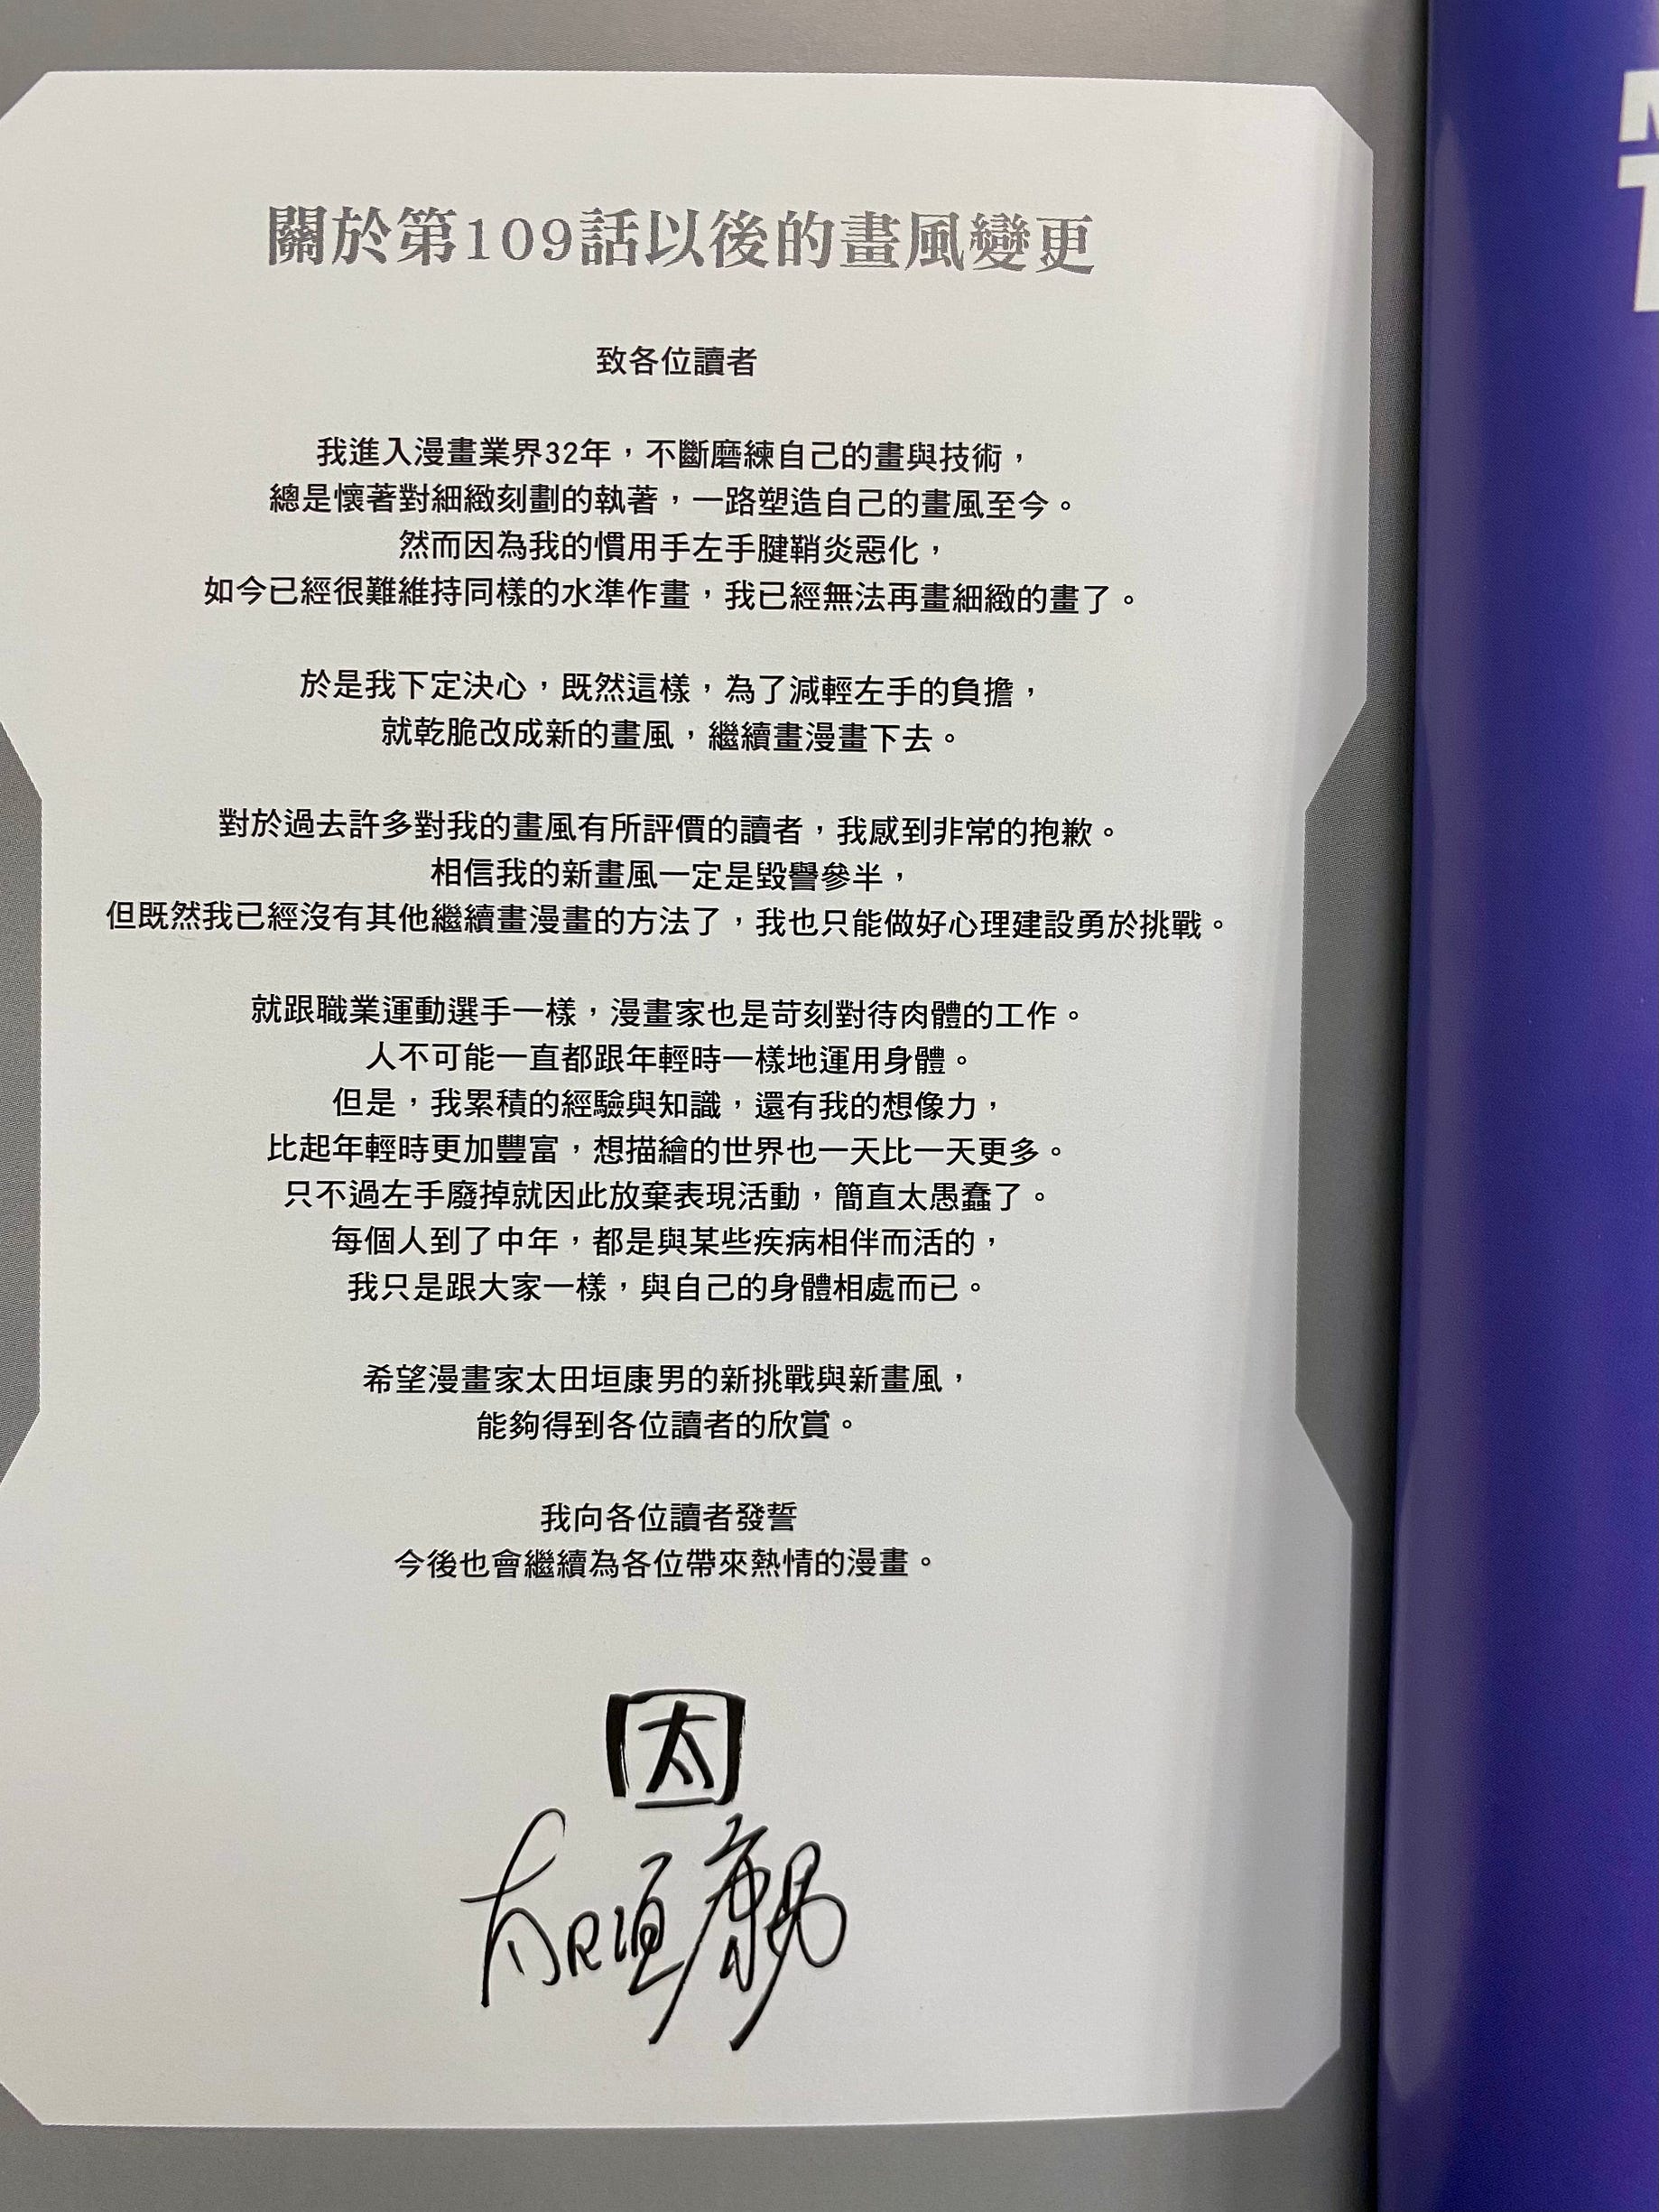 關於第109話以後的畫風變更
致各位讀者
我進入漫畫業界32年，不斷磨練自己的畫與技術，
總是懷著對細緻刻劃的執著，一路塑造自己的畫風至今。
然而因為我的慣用手左手腱鞘炎惡化，
如今已經很難維持同樣的水準作畫，我已經無法再畫細緻的畫了。
於是我下定決心，既然這樣，為了減輕左手的負擔，
就乾脆改成新的畫風，繼續畫漫畫下去。
對於過去許多對我的畫風有所評價的讀者，我感到非常的抱歉。
相信我的新畫風一定是毀譽參半，
但既然我已經沒有其他繼續畫漫畫的方法了，我也只能做好心理建設勇於挑戰。
就跟職業運動選手一樣，漫畫家也是苛刻對待肉體的工作。
人不可能一直都跟年輕時一樣地運用身體。
但是，我累積的經驗與知識，還有我的想像力，
比起年輕時更加豐富，想描繪的世界也一天比一天更多。
只不過左手廢掉就因此放棄表現活動，簡直太愚蠢了。
每個人到了中年，都是與某些疾病相伴而活的，
我只是跟大家一樣，與自己的身體相處而已。
希望漫畫家太田垣康男的新挑戰與新畫風，
能夠得到各位讀者的欣賞。
我向各位讀者發誓
今後也會繼續為各位帶來熱情的漫畫。
太
太田垣康男